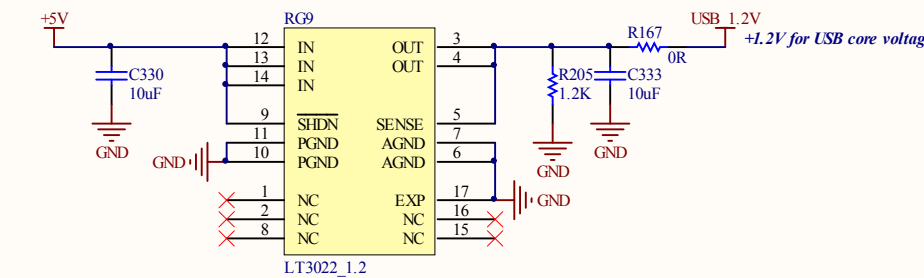 +5V
RG9
USB_1.2V
R167
+1.2V for USB core voltag
0R
12 IN OUT 3
13 IN OUT 4
14 IN
C330
10uF
R205
1.2K
C333
10uF
9 SHDN SENSE 5
11 PGND AGND 7
10 PGND AGND 6
GND
GND
GND
GND
1 NC EXP 17
GND
2 NC NC 16
8 NC NC 15
LT3022_1.2